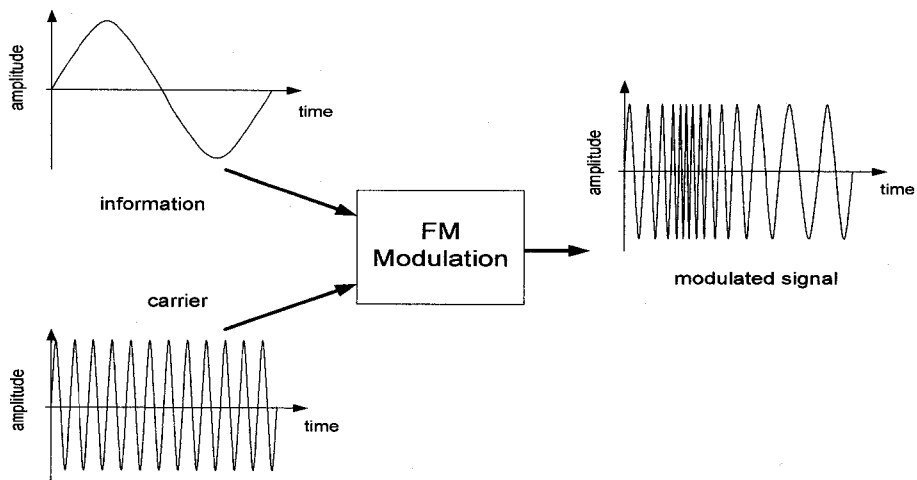 amplitude
time
information
carrier
amplitude
time
FM
Modulation
amplitude
time
modulated signal